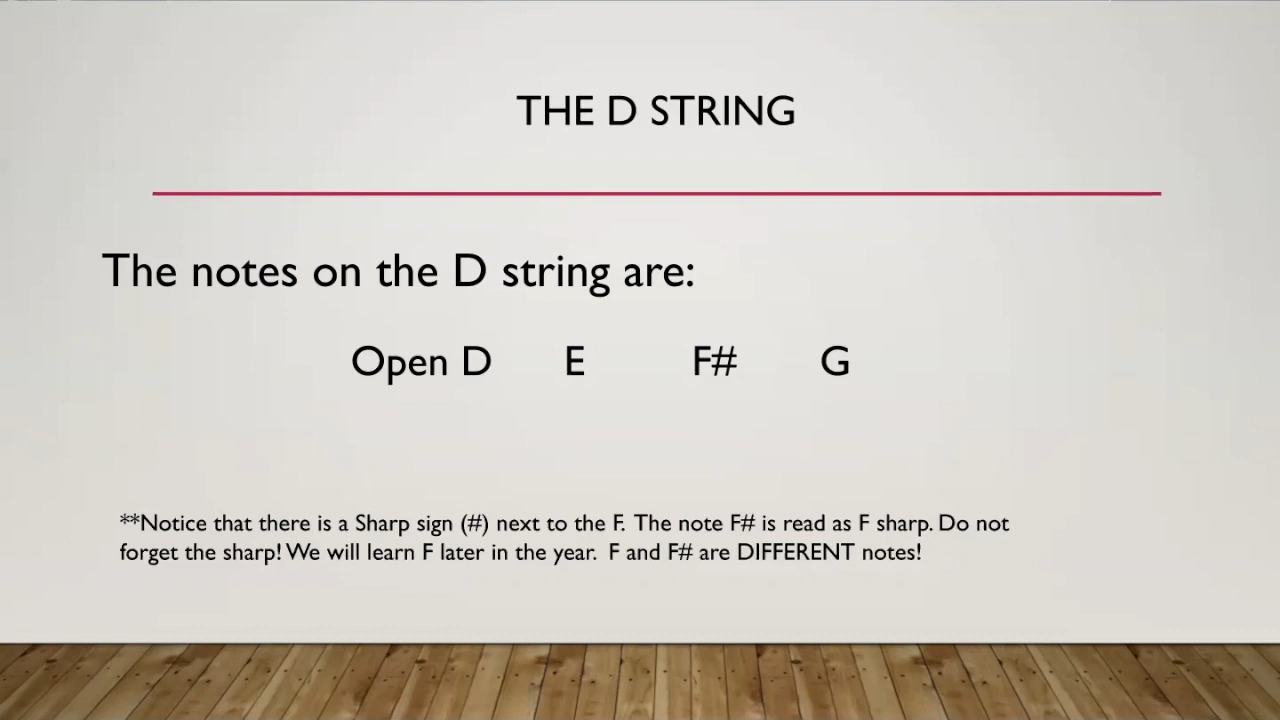 THE D STRING
The notes on the D string are:
Open D E F# G
**Notice that there is a Sharp sign (#) next to the F. The note F# is read as F sharp. Do not
forget the sharp! We will learn F later in the year. F and F# are DIFFERENT notes!